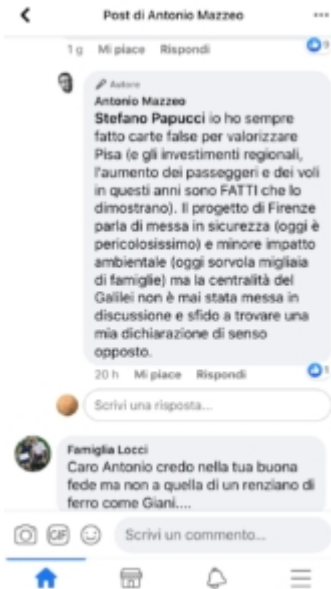 Post di Antonio Mazzeo
1 g Mi piace Rispondi
Autore
Antonio Mazzeo
Stefano Papucci io ho sempre
fatto carte false per valorizzare
Pisa (e gli investimenti regionali,
l'aumento dei passeggeri e dei voli
in questi anni sono FATTI che lo
dimostrano). Il progetto di Firenze
parla di messa in sicurezza (oggi è
pericolosissimo) e minore impatto
ambientale (oggi sorvola migliaia
di famiglie) ma la centralità del
Galilei non è mai stata messa in
discussione e sfido a trovare una
mia dichiarazione di senso
opposto.
20 h Mi piace Rispondi
Scrivi una risposta...
Famiglia Locci
Caro Antonio credo nella tua buona
fede ma non a quella di un renziano di
ferro come Giani....
GIF Scrivi un commento...